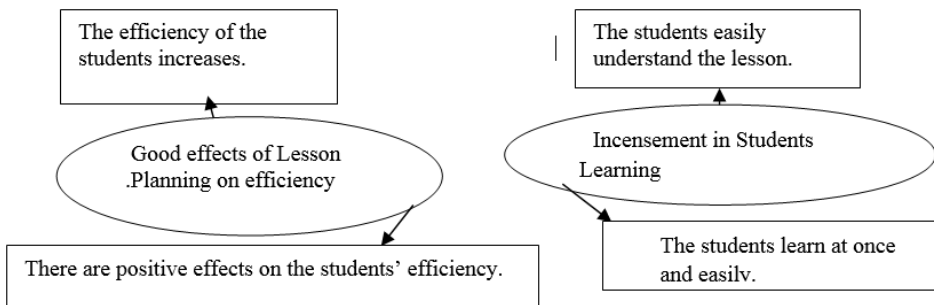 The efficiency of the
students increases.
The students easily
understand the lesson.
Good effects of Lesson
.Planning on efficiency
Incensement in Students
Learning
There are positive effects on the students’ efficiency.
The students learn at once
and easily.